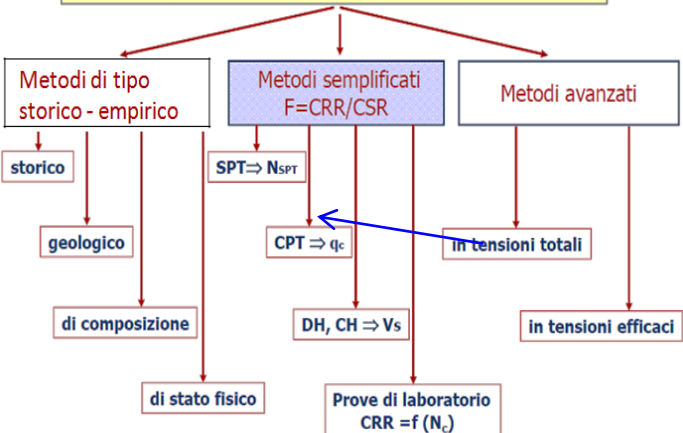 Metodi di tipo
storico - empirico
Metodi semplificati
F=CRR/CSR
Metodi avanzati
storico
SPT⇒ NSPT
geologico
CPT ⇒ qc
in tensioni totali
di composizione
DH, CH ⇒ Vs
in tensioni efficaci
di stato fisico
Prove di laboratorio
CRR =f (Nc)